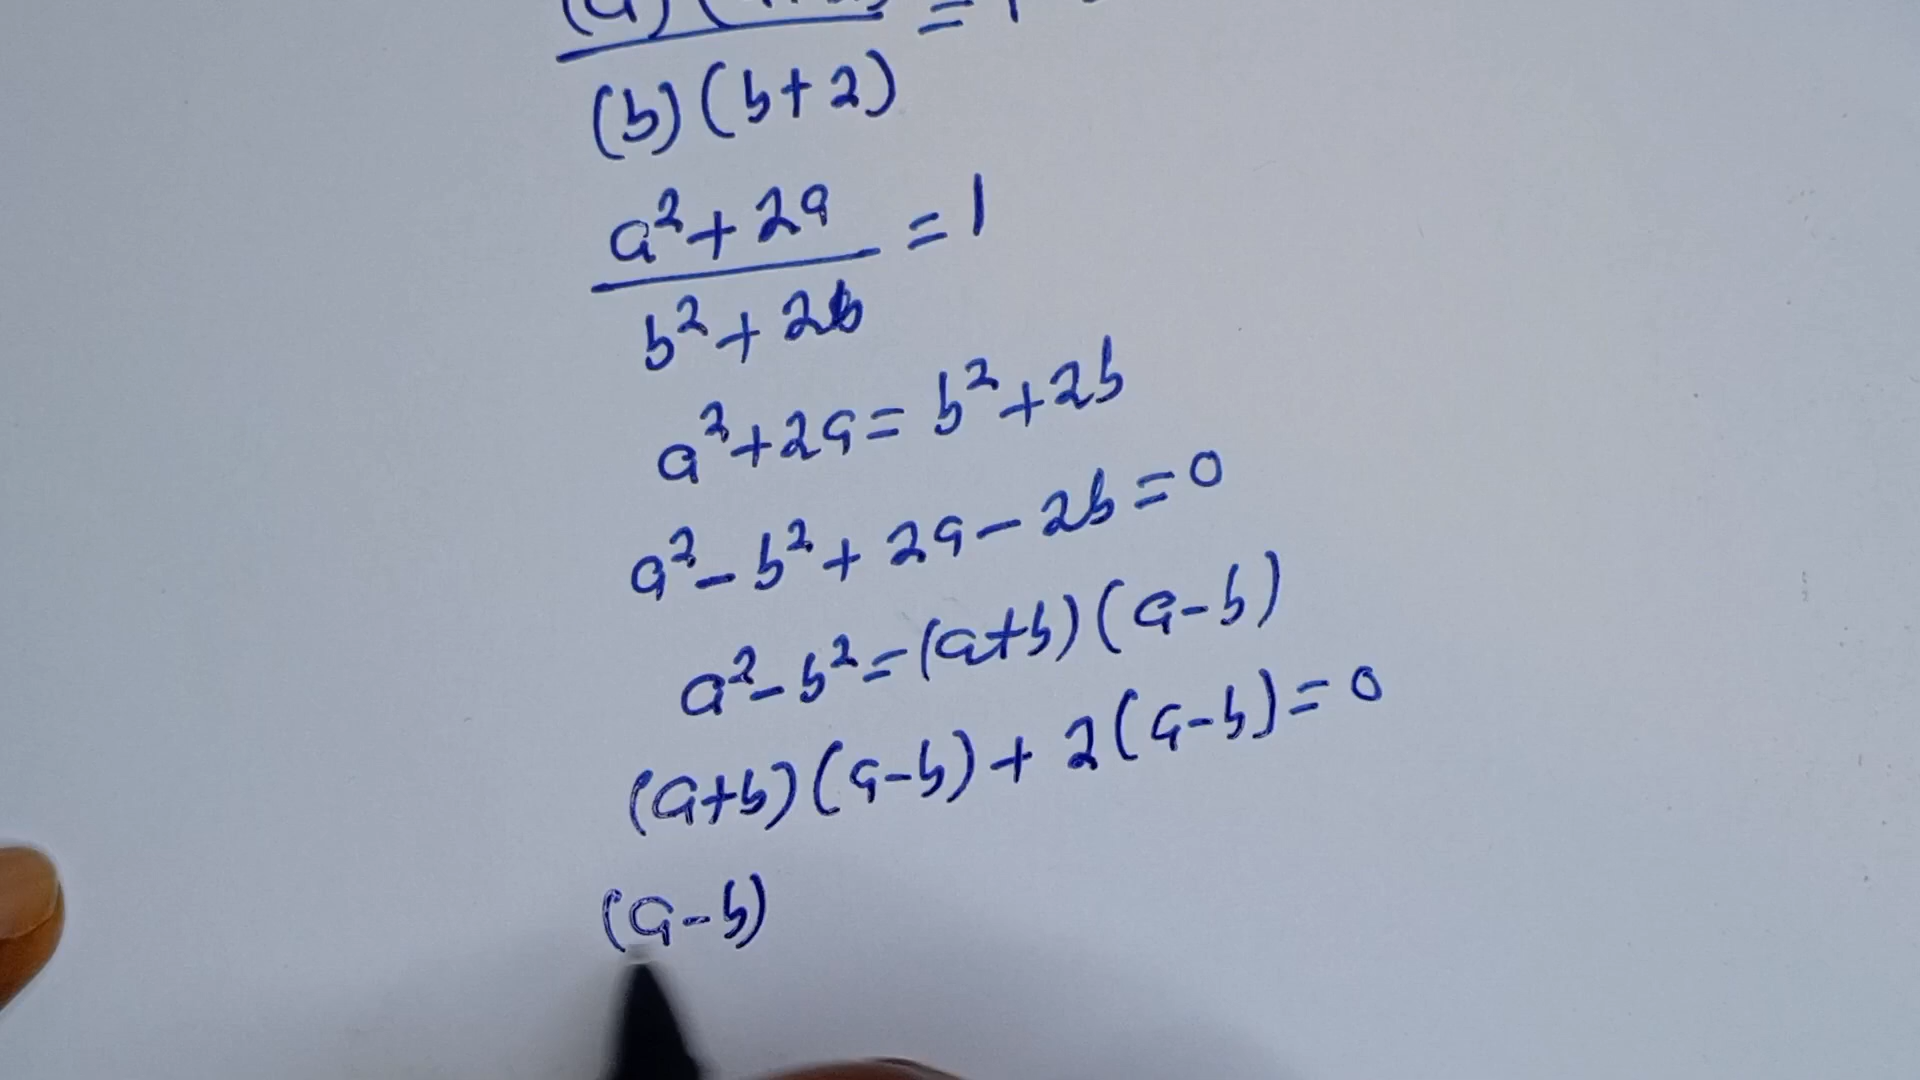 (b)(b+2)
a²+2a
=1
b²+2b
a²+2a=b²+2b
a²-b²+2a-2b=0
a²-b²=(a+b)(a-b)
(a+b)(a-b)+2(a-b)=0
(a-b)